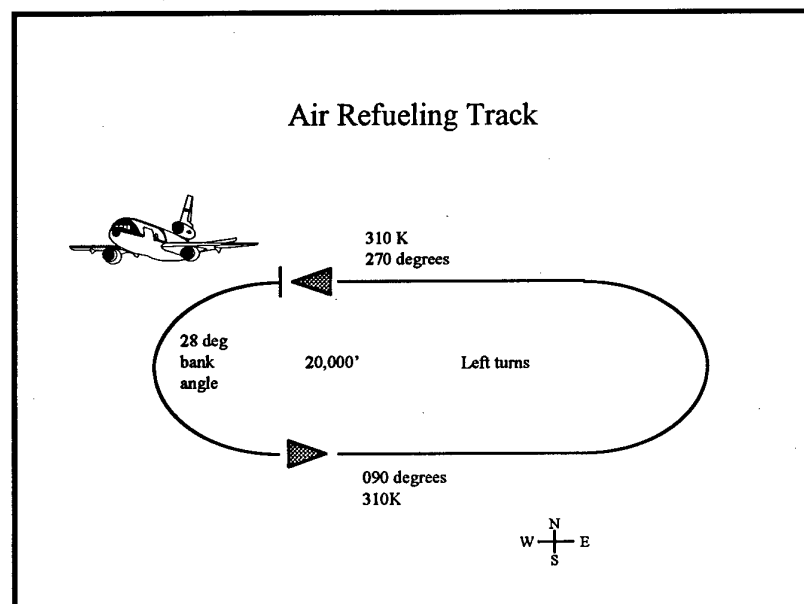 Air Refueling Track
310 K
270 degrees
28 deg
bank
angle
20,000'
Left turns
090 degrees
310K
N
W E
S